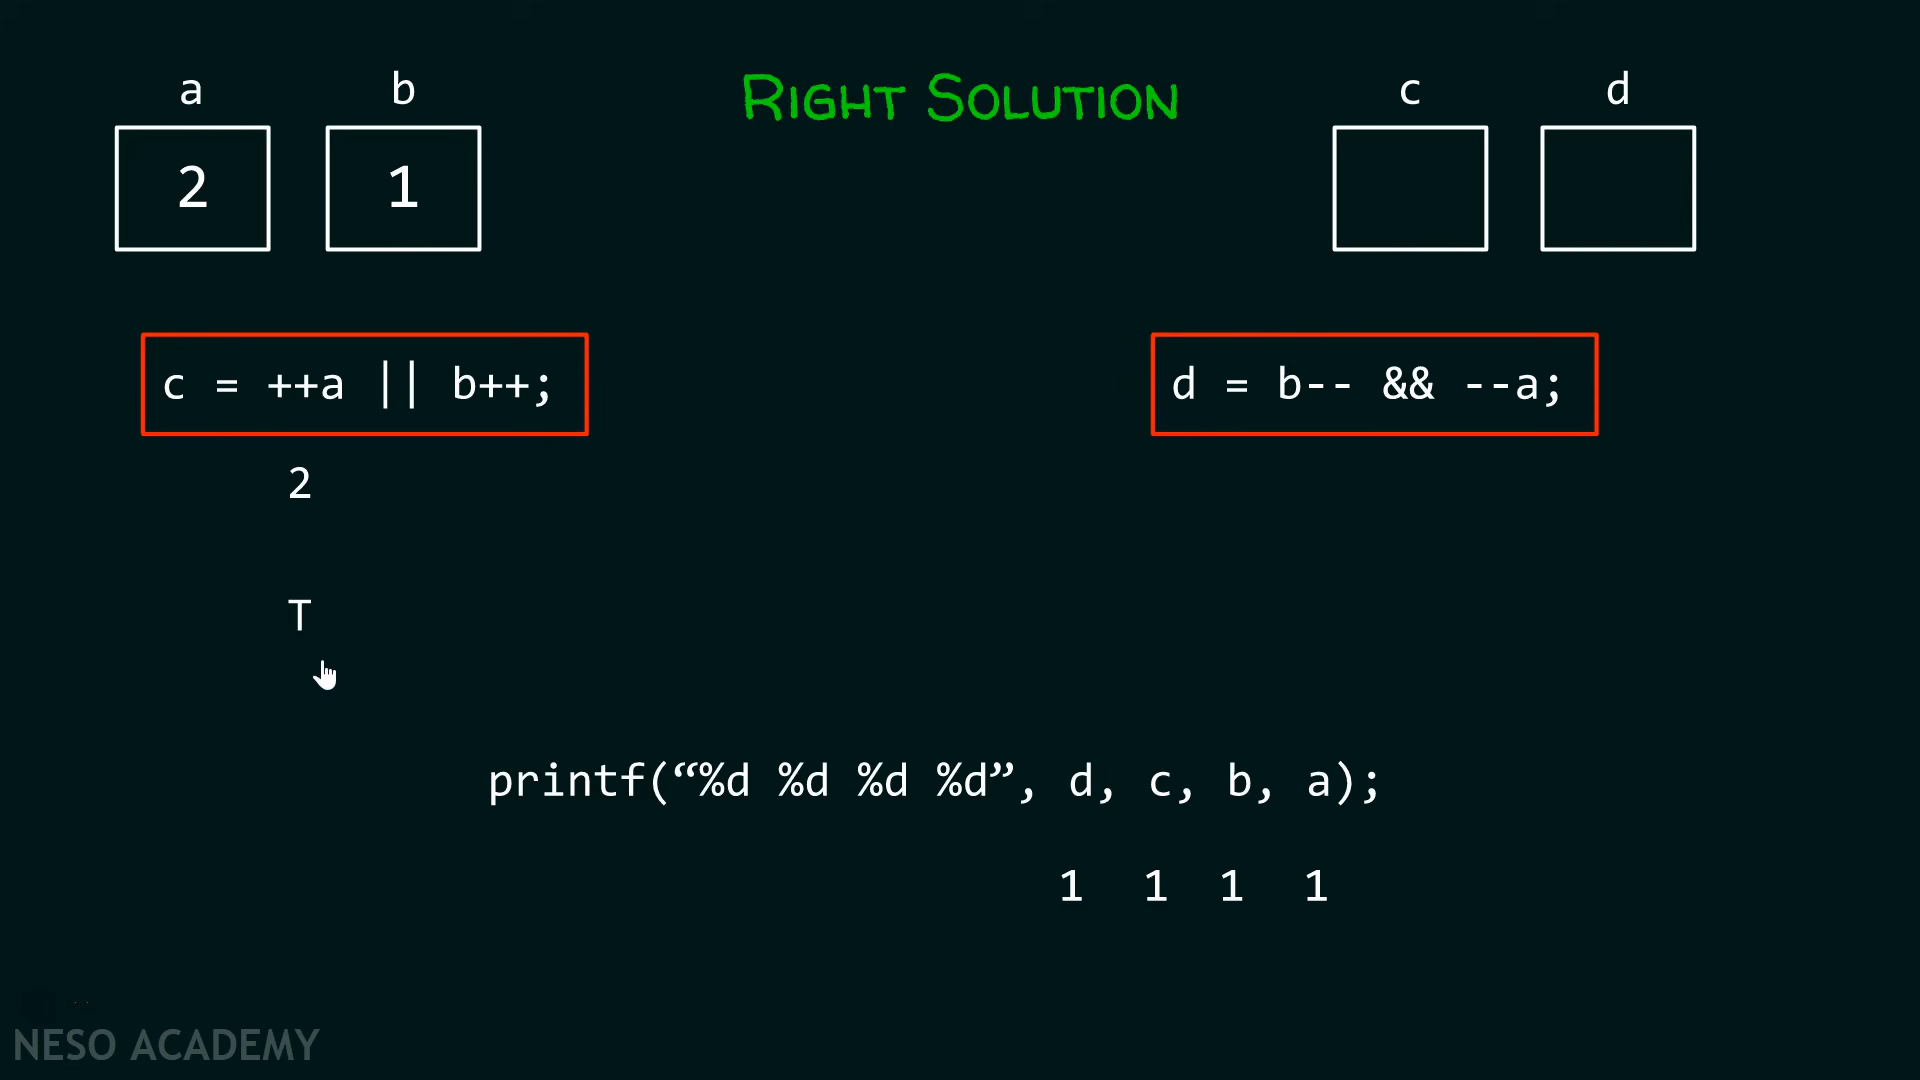 a b RIGHT SOLUTION c d
2 1
c = ++a || b++; d = b-- && --a;
2
T
printf(“%d %d %d %d”, d, c, b, a);
1 1 1 1
NESO ACADEMY